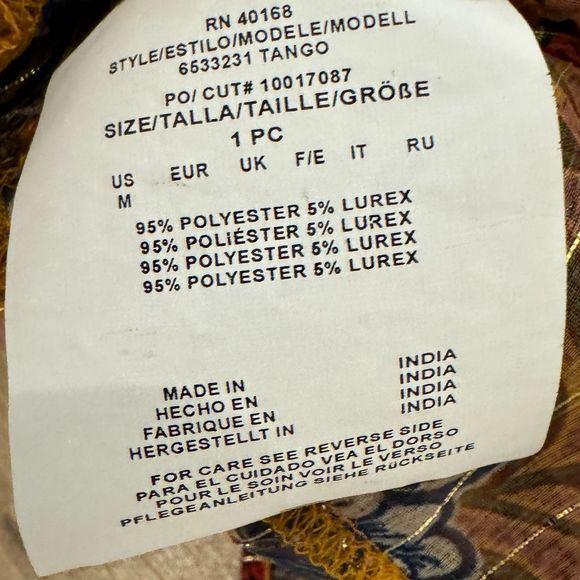 RN 40168
STYLE/ESTILO/MODELE/MODELL
6533231 TANGO
PO/ CUT# 10017087
SIZE/TALLA/TAILLE/GRÖßE
1 PC
US EUR UK F/E IT RU
M
95% POLYESTER 5% LUREX
95% POLIÉSTER 5% LUREX
95% POLYESTER 5% LUREX
95% POLYESTER 5% LUREX
MADE IN INDIA
HECHO EN INDIA
FABRIQUE EN INDIA
HERGESTELLT IN INDIA
FOR CARE SEE REVERSE SIDE
PARA EL CUIDADO VEA EL DORSO
POUR LE SOIN VOIR LE VERSO
PFLEGEANLEITUNG SIEHE RÜCKSEITE